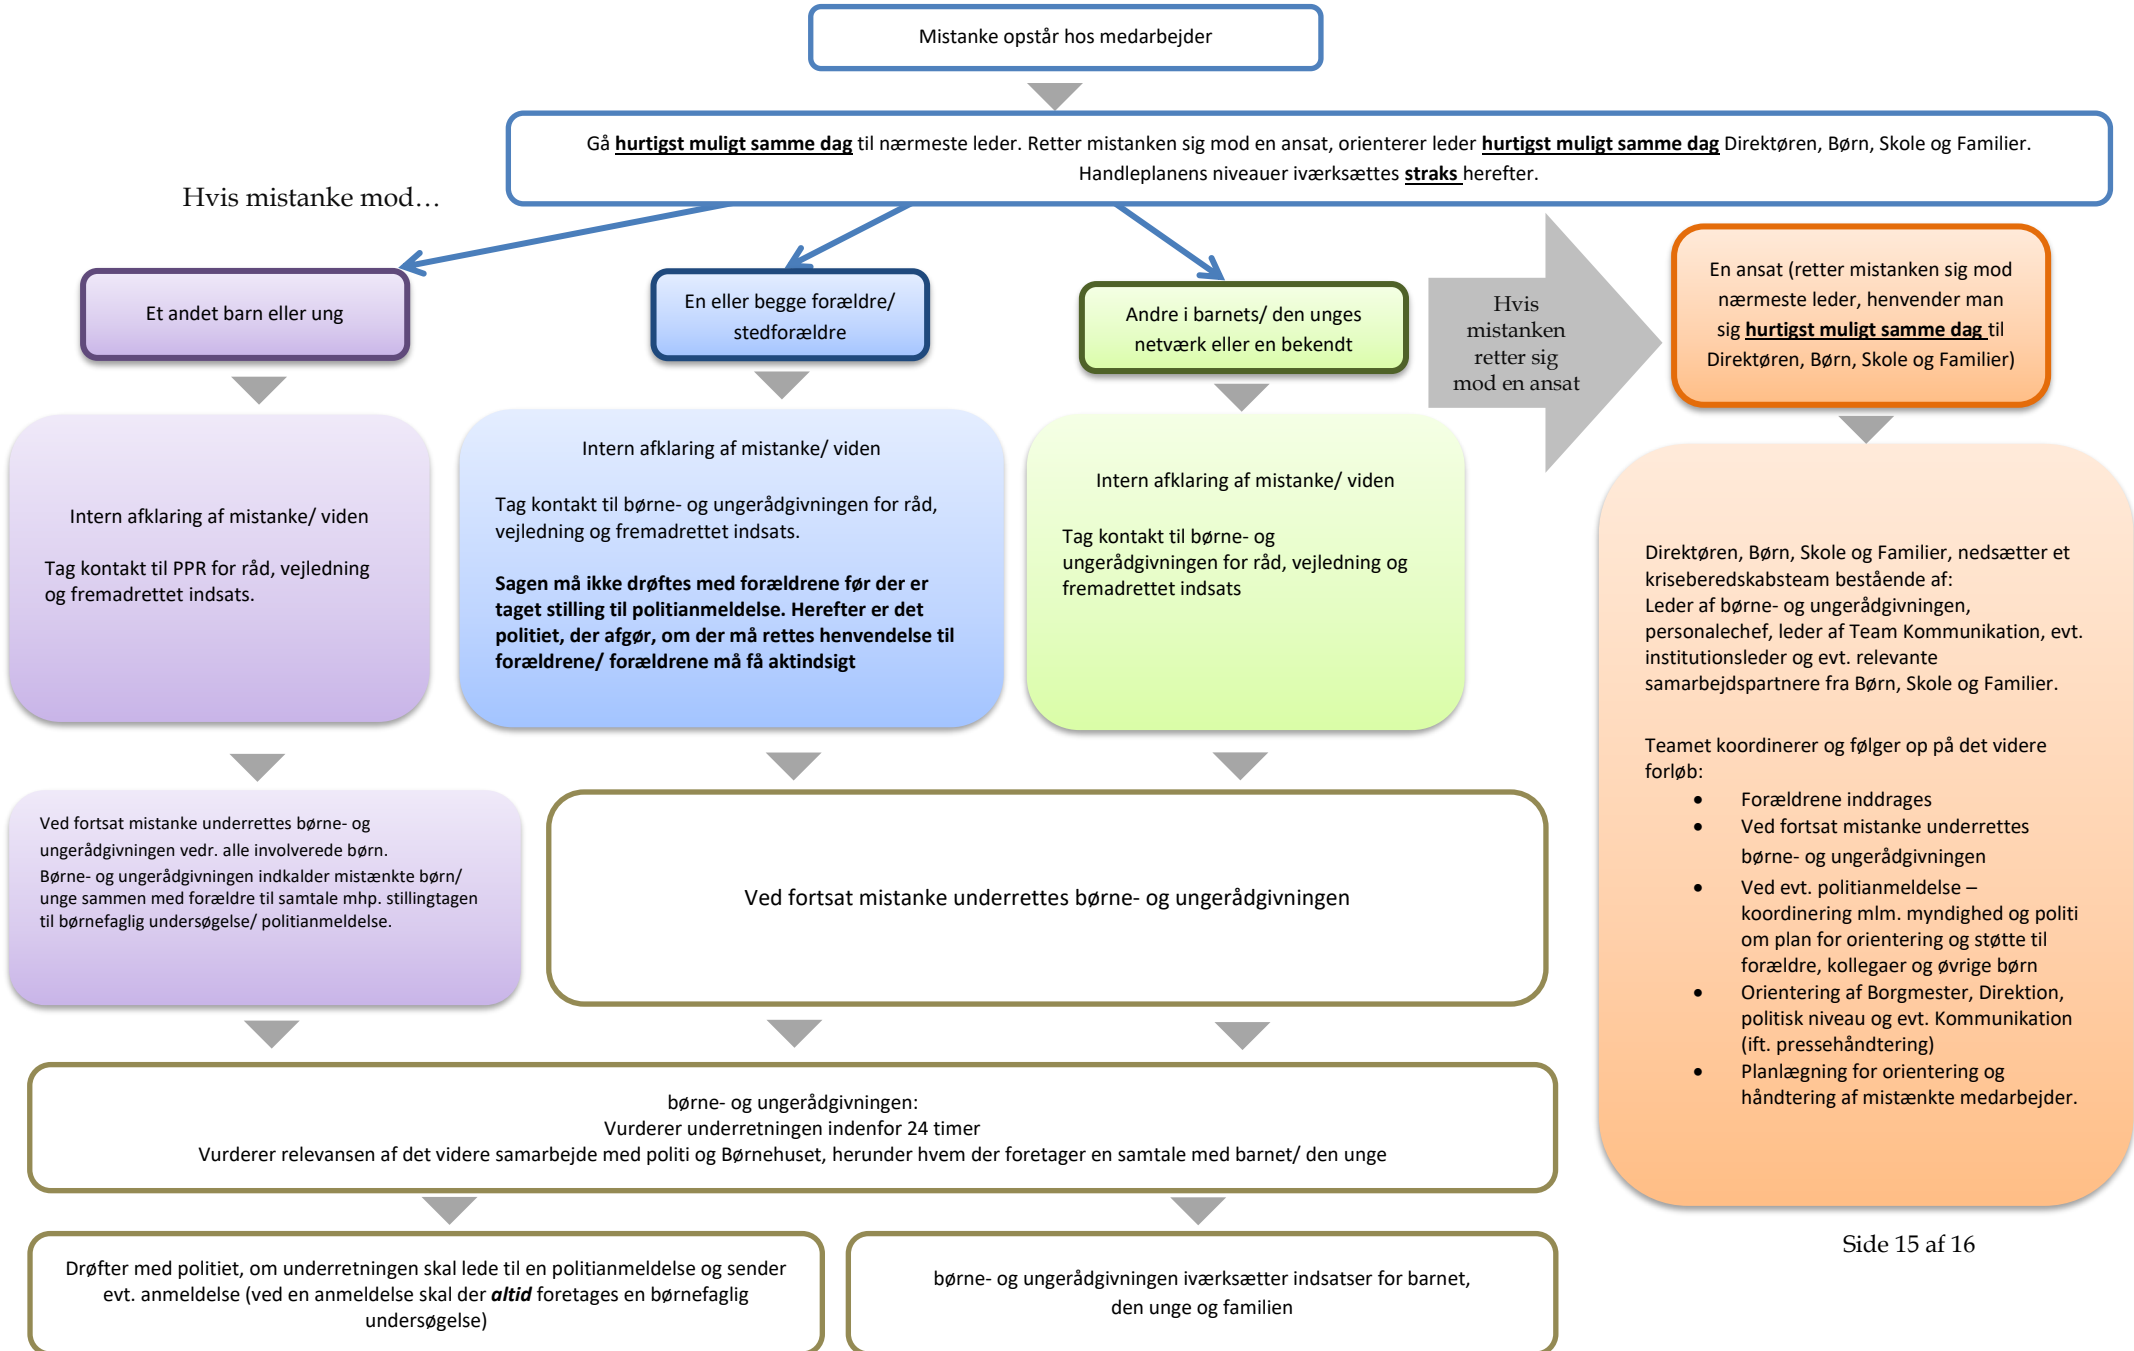 Mistanke opstår hos medarbejder
Gå hurtigst muligt samme dag til nærmeste leder. Retter mistanken sig mod en ansat, orienterer leder hurtigst muligt samme dag Direktøren, Børn, Skole og Familier.
Handleplanens niveauer iværksættes straks herefter.
Hvis mistanke mod…
Et andet barn eller ung
En eller begge forældre/
stedforældre
Andre i barnets/ den unges
netværk eller en bekendt
Hvis
mistanken
retter sig
mod en ansat
En ansat (retter mistanken sig mod
nærmeste leder, henvender man
sig hurtigst muligt samme dag til
Direktøren, Børn, Skole og Familier)
Intern afklaring af mistanke/ viden
Tag kontakt til PPR for råd, vejledning
og fremadrettet indsats.
Intern afklaring af mistanke/ viden
Tag kontakt til børne- og ungerådgivningen for råd,
vejledning og fremadrettet indsats.
Sagen må ikke drøftes med forældrene før der er
taget stilling til politianmeldelse. Herefter er det
politiet, der afgør, om der må rettes henvendelse til
forældrene/ forældrene må få aktindsigt
Intern afklaring af mistanke/ viden
Tag kontakt til børne- og
ungerådgivningen for råd, vejledning og
fremadrettet indsats
Direktøren, Børn, Skole og Familier, nedsætter et
kriseberedskabsteam bestående af:
Leder af børne- og ungerådgivningen,
personalechef, leder af Team Kommunikation, evt.
institutionsleder og evt. relevante
samarbejdspartnere fra Børn, Skole og Familier.
Teamet koordinerer og følger op på det videre
forløb:
• Forældrene inddrages
• Ved fortsat mistanke underrettes
børne- og ungerådgivningen
• Ved evt. politianmeldelse –
koordinering mlm. myndighed og politi
om plan for orientering og støtte til
forældre, kollegaer og øvrige børn
• Orientering af Borgmester, Direktion,
politisk niveau og evt. Kommunikation
(ift. pressehåndtering)
• Planlægning for orientering og
håndtering af mistænkte medarbejder.
Ved fortsat mistanke underrettes børne- og
ungerådgivningen vedr. alle involverede børn.
Børne- og ungerådgivningen indkalder mistænkte børn/
unge sammen med forældre til samtale mhp. stillingtagen
til børnefaglig undersøgelse/ politianmeldelse.
Ved fortsat mistanke underrettes børne- og ungerådgivningen
børne- og ungerådgivningen:
Vurderer underretningen indenfor 24 timer
Vurderer relevansen af det videre samarbejde med politi og Børnehuset, herunder hvem der foretager en samtale med barnet/ den unge
Drøfter med politiet, om underretningen skal lede til en politianmeldelse og sender
evt. anmeldelse (ved en anmeldelse skal der altid foretages en børnefaglig
undersøgelse)
børne- og ungerådgivningen iværksætter indsatser for barnet,
den unge og familien
Side 15 af 16